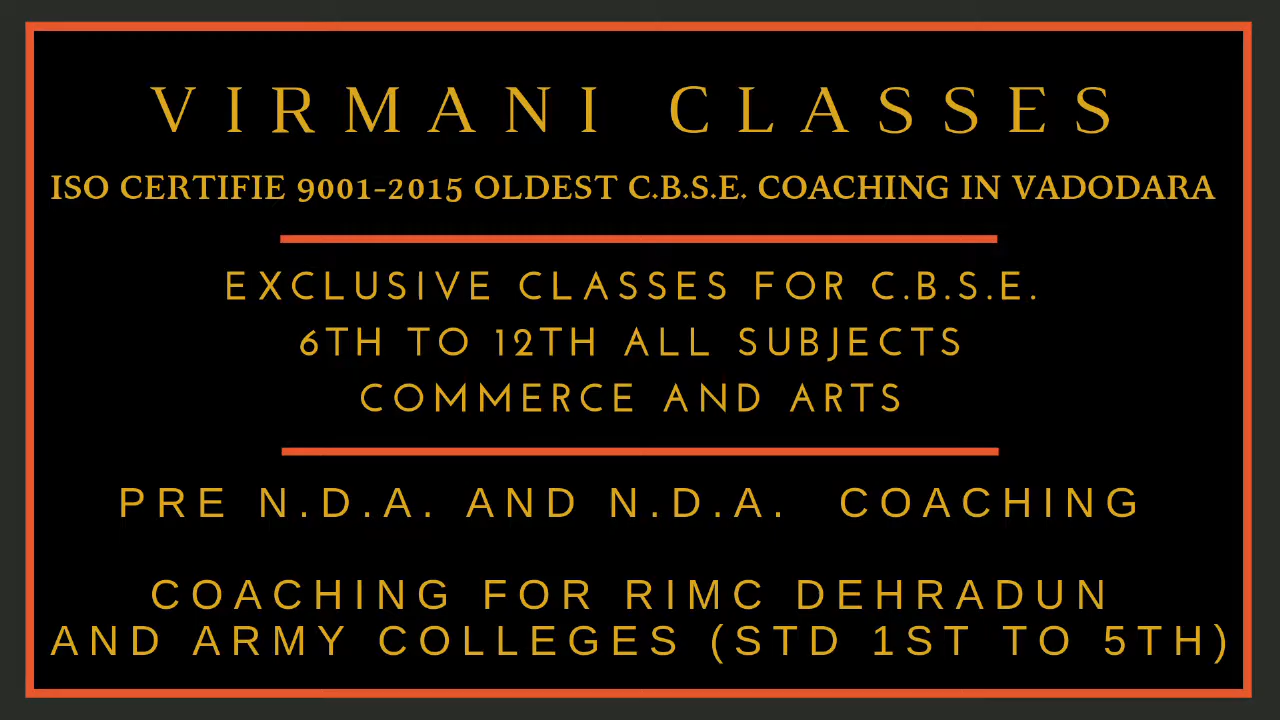 VIRMANI CLASSES
ISO CERTIFIE 9001-2015 OLDEST C.B.S.E. COACHING IN VADODARA
EXCLUSIVE CLASSES FOR C.B.S.E.
6TH TO 12TH ALL SUBJECTS
COMMERCE AND ARTS
PRE N.D.A. AND N.D.A. COACHING
COACHING FOR RIMC DEHRADUN
AND ARMY COLLEGES (STD 1ST TO 5TH)